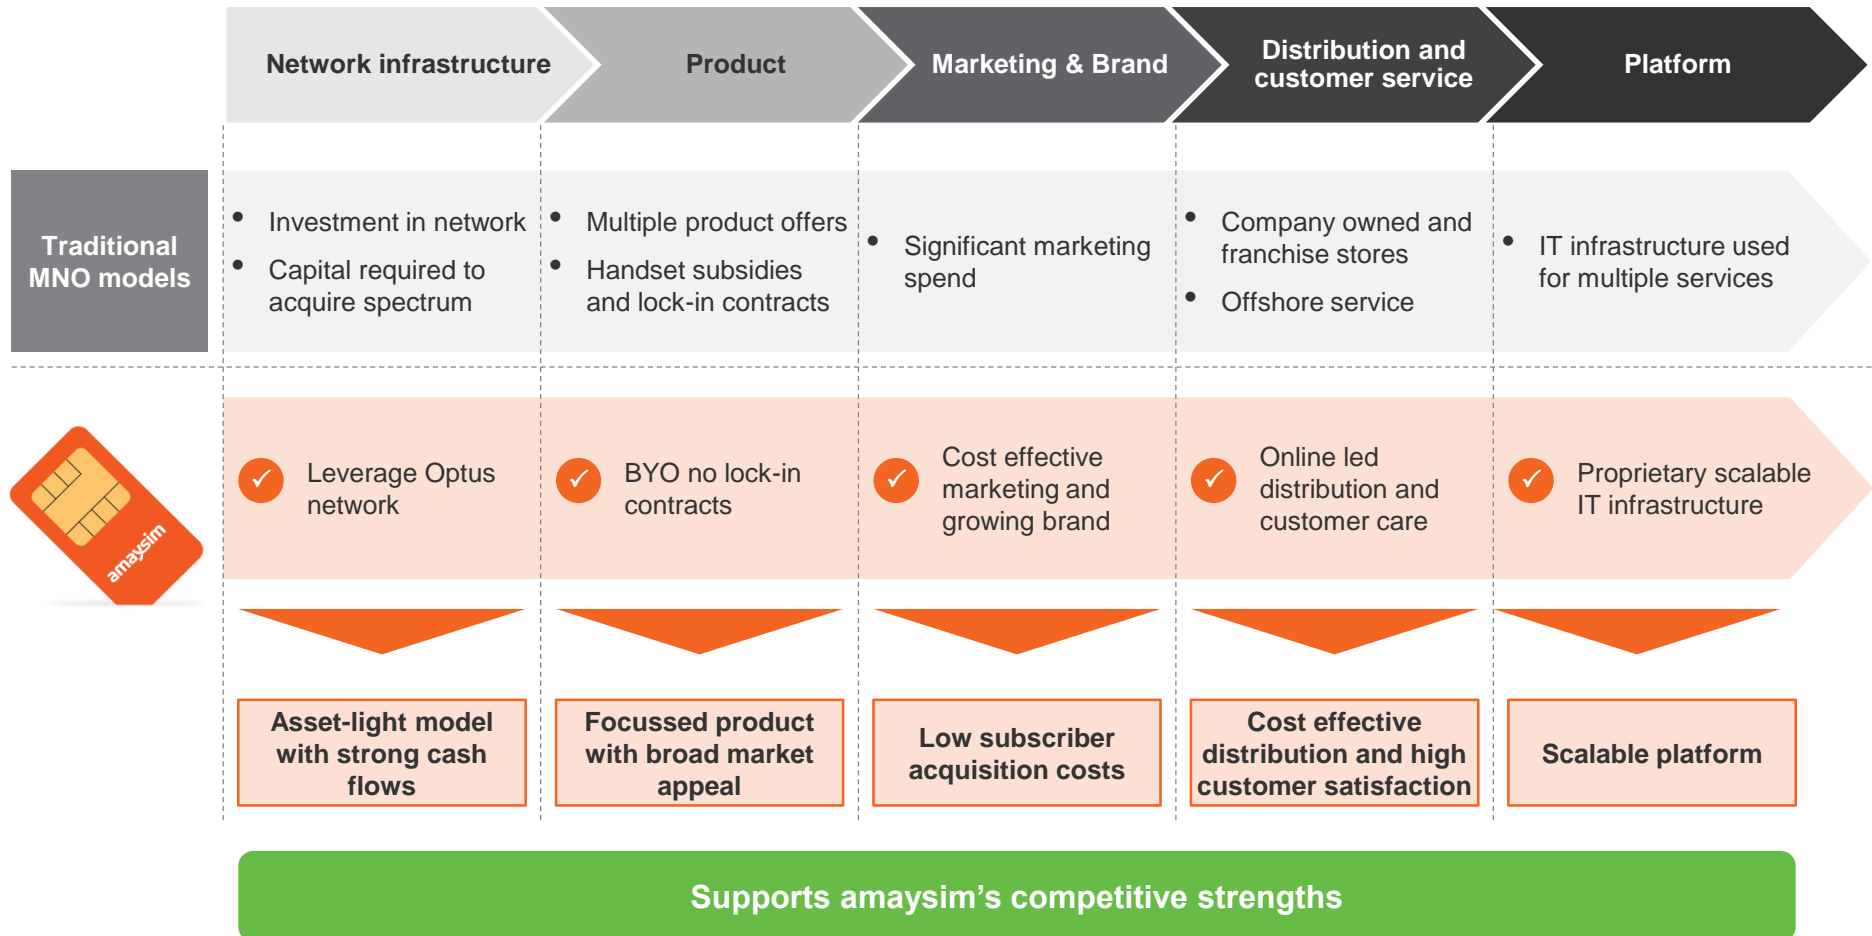 Network infrastructure
Product
Marketing & Brand
Distribution and
customer service
Platform
Traditional
MNO models
• Investment in network
• Capital required to
acquire spectrum
• Multiple product offers
• Handset subsidies
and lock-in contracts
• Significant marketing
spend
• Company owned and
franchise stores
• Offshore service
• IT infrastructure used
for multiple services
amaysim
Leverage Optus
network
BYO no lock-in
contracts
Cost effective
marketing and
growing brand
Online led
distribution and
customer care
Proprietary scalable
IT infrastructure
Asset-light model
with strong cash
flows
Focussed product
with broad market
appeal
Low subscriber
acquisition costs
Cost effective
distribution and high
customer satisfaction
Scalable platform
Supports amaysim’s competitive strengths